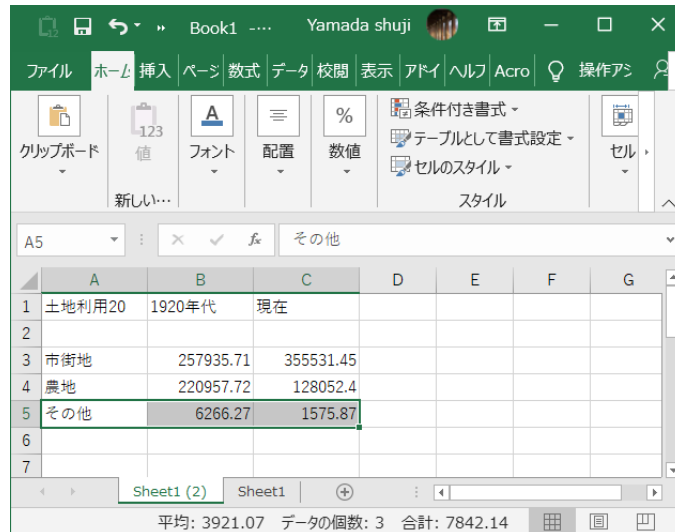 Book1 -… Yamada shuji
ファイル ホーム 挿入 ページ 数式 データ 校閲 表示 アドイ ヘルプ Acro 操作アシ
クリップボード
123
値
新しい…
A
フォント
配置
%
数値
条件付き書式
テーブルとして書式設定
セルのスタイル
スタイル
セル
A5 fx その他
A B C D E F G
1 土地利用20 1920年代 現在
2
3 市街地 257935.71 355531.45
4 農地 220957.72 128052.4
5 その他 6266.27 1575.87
6
7
Sheet1 (2) Sheet1
平均: 3921.07 データの個数: 3 合計: 7842.14